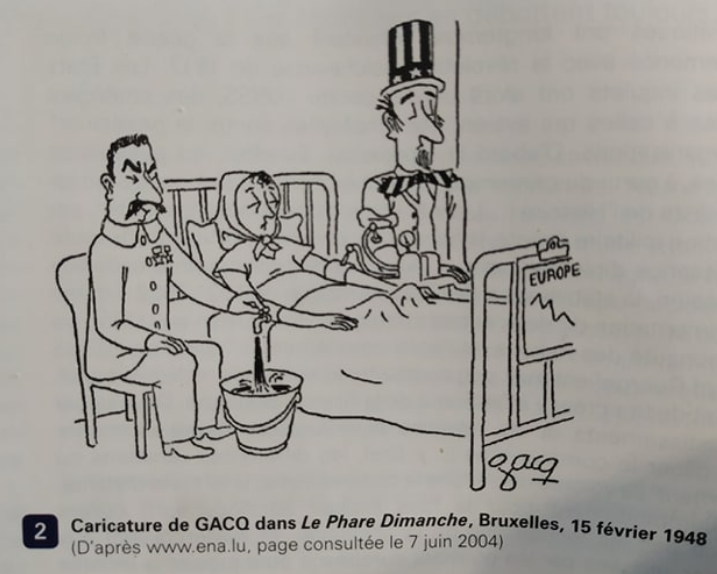 EUROPE
gacq
2
Caricature de GACQ dans Le Phare Dimanche, Bruxelles, 15 février 1948
(D'après www.ena.lu, page consultée le 7 juin 2004)